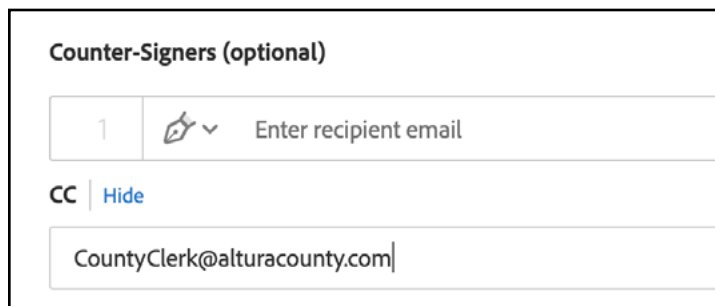 Counter-Signers (optional)
1 Enter recipient email
CC Hide
CountyClerk@alturacounty.com